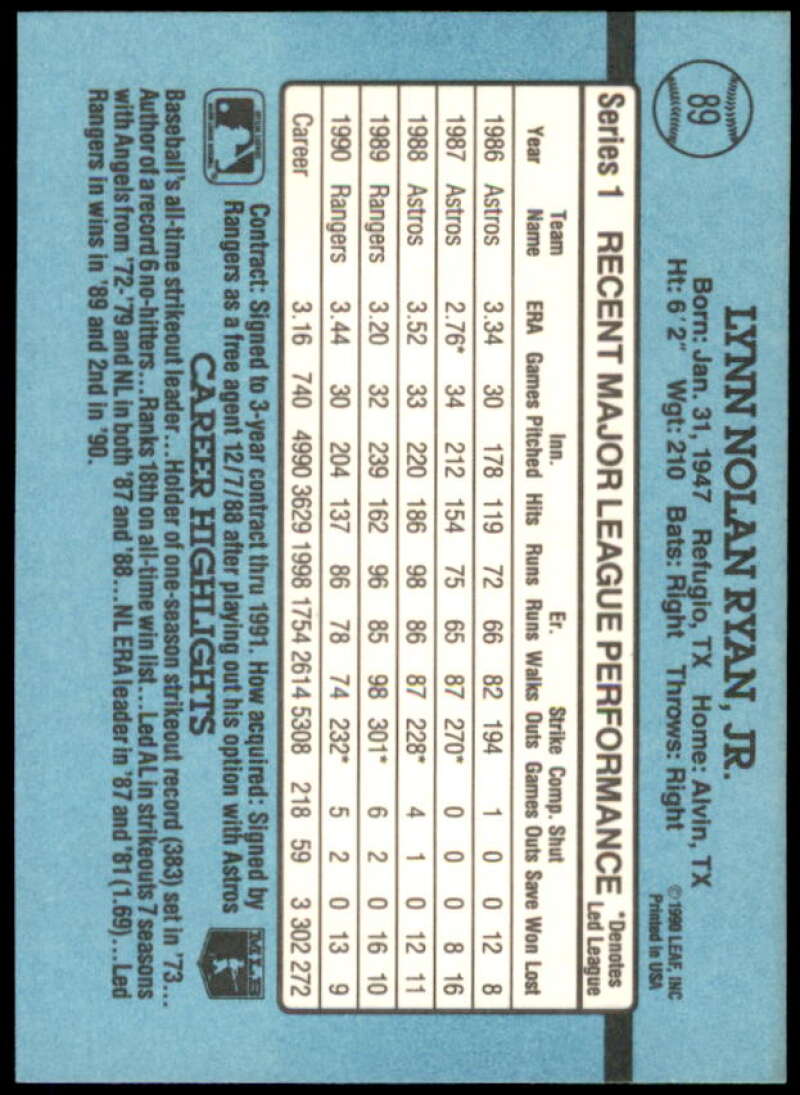 89
LYNN NOLAN RYAN, JR.
Born: Jan. 31, 1947 Refugio, TX Home: Alvin, TX
Ht: 6'2" Wgt: 210 Bats: Right Throws: Right
©1990 LEAF, INC
Printed in USA
Series 1 RECENT MAJOR LEAGUE PERFORMANCE *Denotes
Led League
Team Inn. Er. Strike Comp. Shut
Year Name ERA Games Pitched Hits Runs Runs Walks Outs Games Outs Save Won Lost
1986 Astros 3.34 30 178 119 72 66 82 194 1 0 0 12 8
1987 Astros 2.76* 34 212 154 75 65 87 270* 0 0 0 8 16
1988 Astros 3.52 33 220 186 98 86 87 228* 4 1 0 12 11
1989 Rangers 3.20 32 239 162 96 85 98 301* 6 2 0 16 10
1990 Rangers 3.44 30 204 137 86 78 74 232* 5 2 0 13 9
Career 3.16 740 4990 3629 1998 1754 2614 5308 218 59 3 302 272
Contract: Signed to 3-year contract thru 1991. How acquired: Signed by
Rangers as a free agent 12/7/88 after playing out his option with Astros
MLB
CAREER HIGHLIGHTS
Baseball's all-time strikeout leader...Holder of one-season strikeout record (383) set in '73...
Author of a record 6 no-hitters...Ranks 18th on all-time win list...Led AL in strikeouts 7 seasons
with Angels from '72-'79 and NL in both '87 and '88...NL ERA leader in '87 and '81 (1.69)...Led
Rangers in wins in '89 and 2nd in '90.